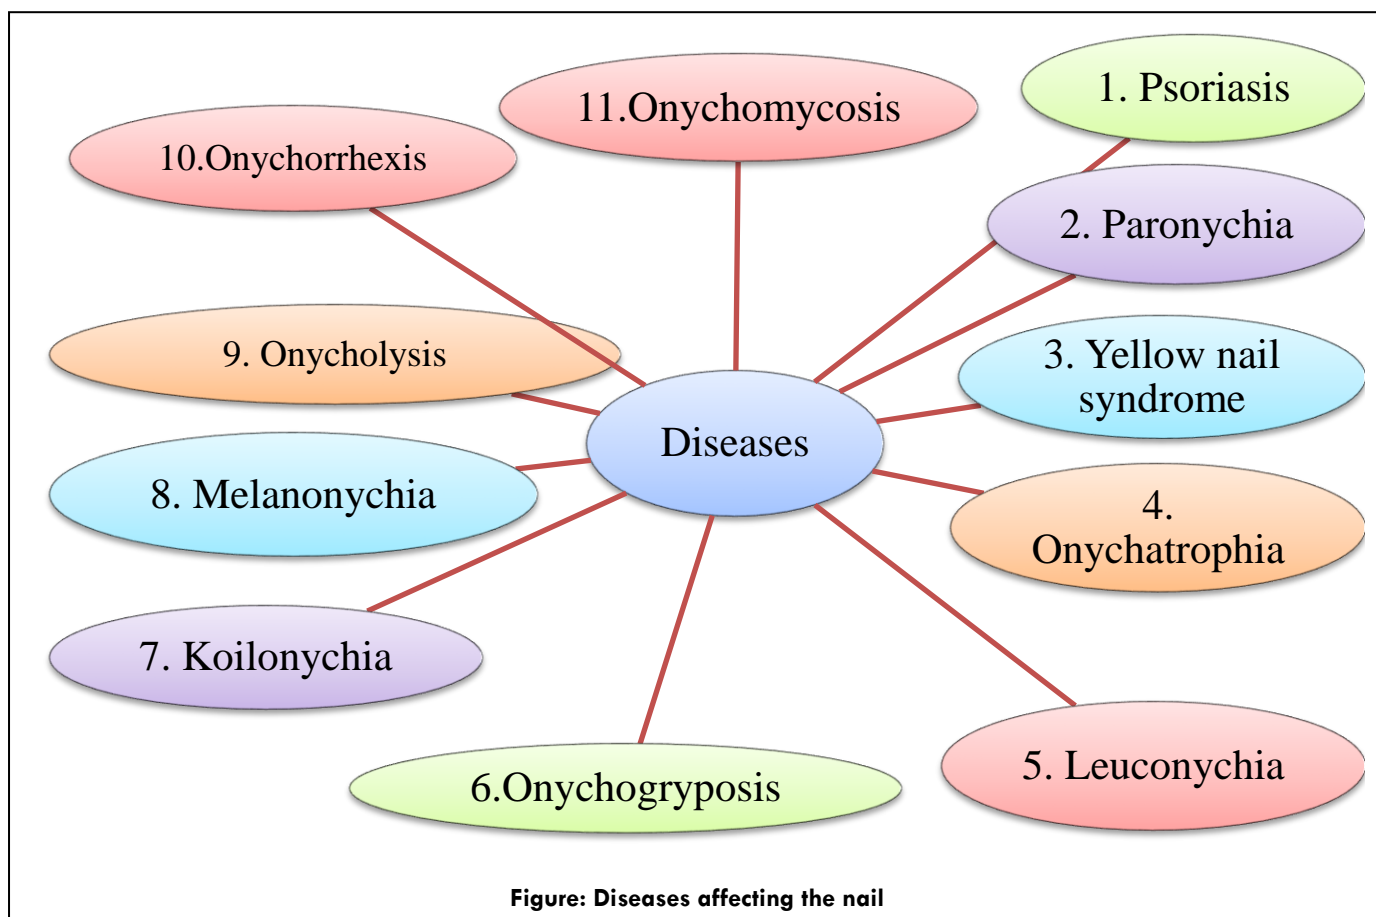 11.Onychomycosis
1. Psoriasis
10.Onychorrhexis
2. Paronychia
9. Onycholysis
3. Yellow nail
syndrome
Diseases
8. Melanonychia
4.
Onychatrophia
7. Koilonychia
6.Onychogryposis
5. Leuconychia
Figure: Diseases affecting the nail